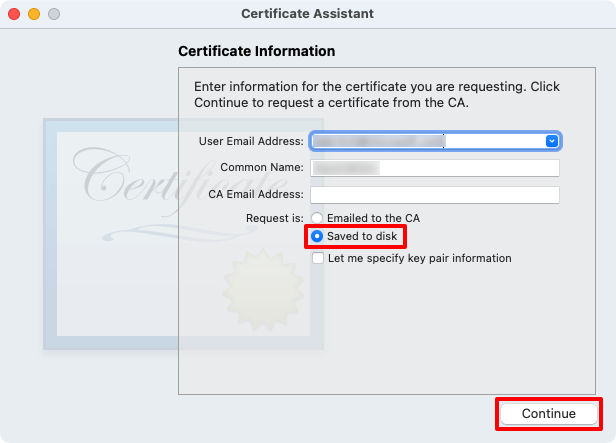 Certificate Assistant
Certificate Information
Enter information for the certificate you are requesting. Click
Continue to request a certificate from the CA.
User Email Address:
Common Name:
CA Email Address:
Request is:
Emailed to the CA
Saved to disk
Let me specify key pair information
Certificate
Continue